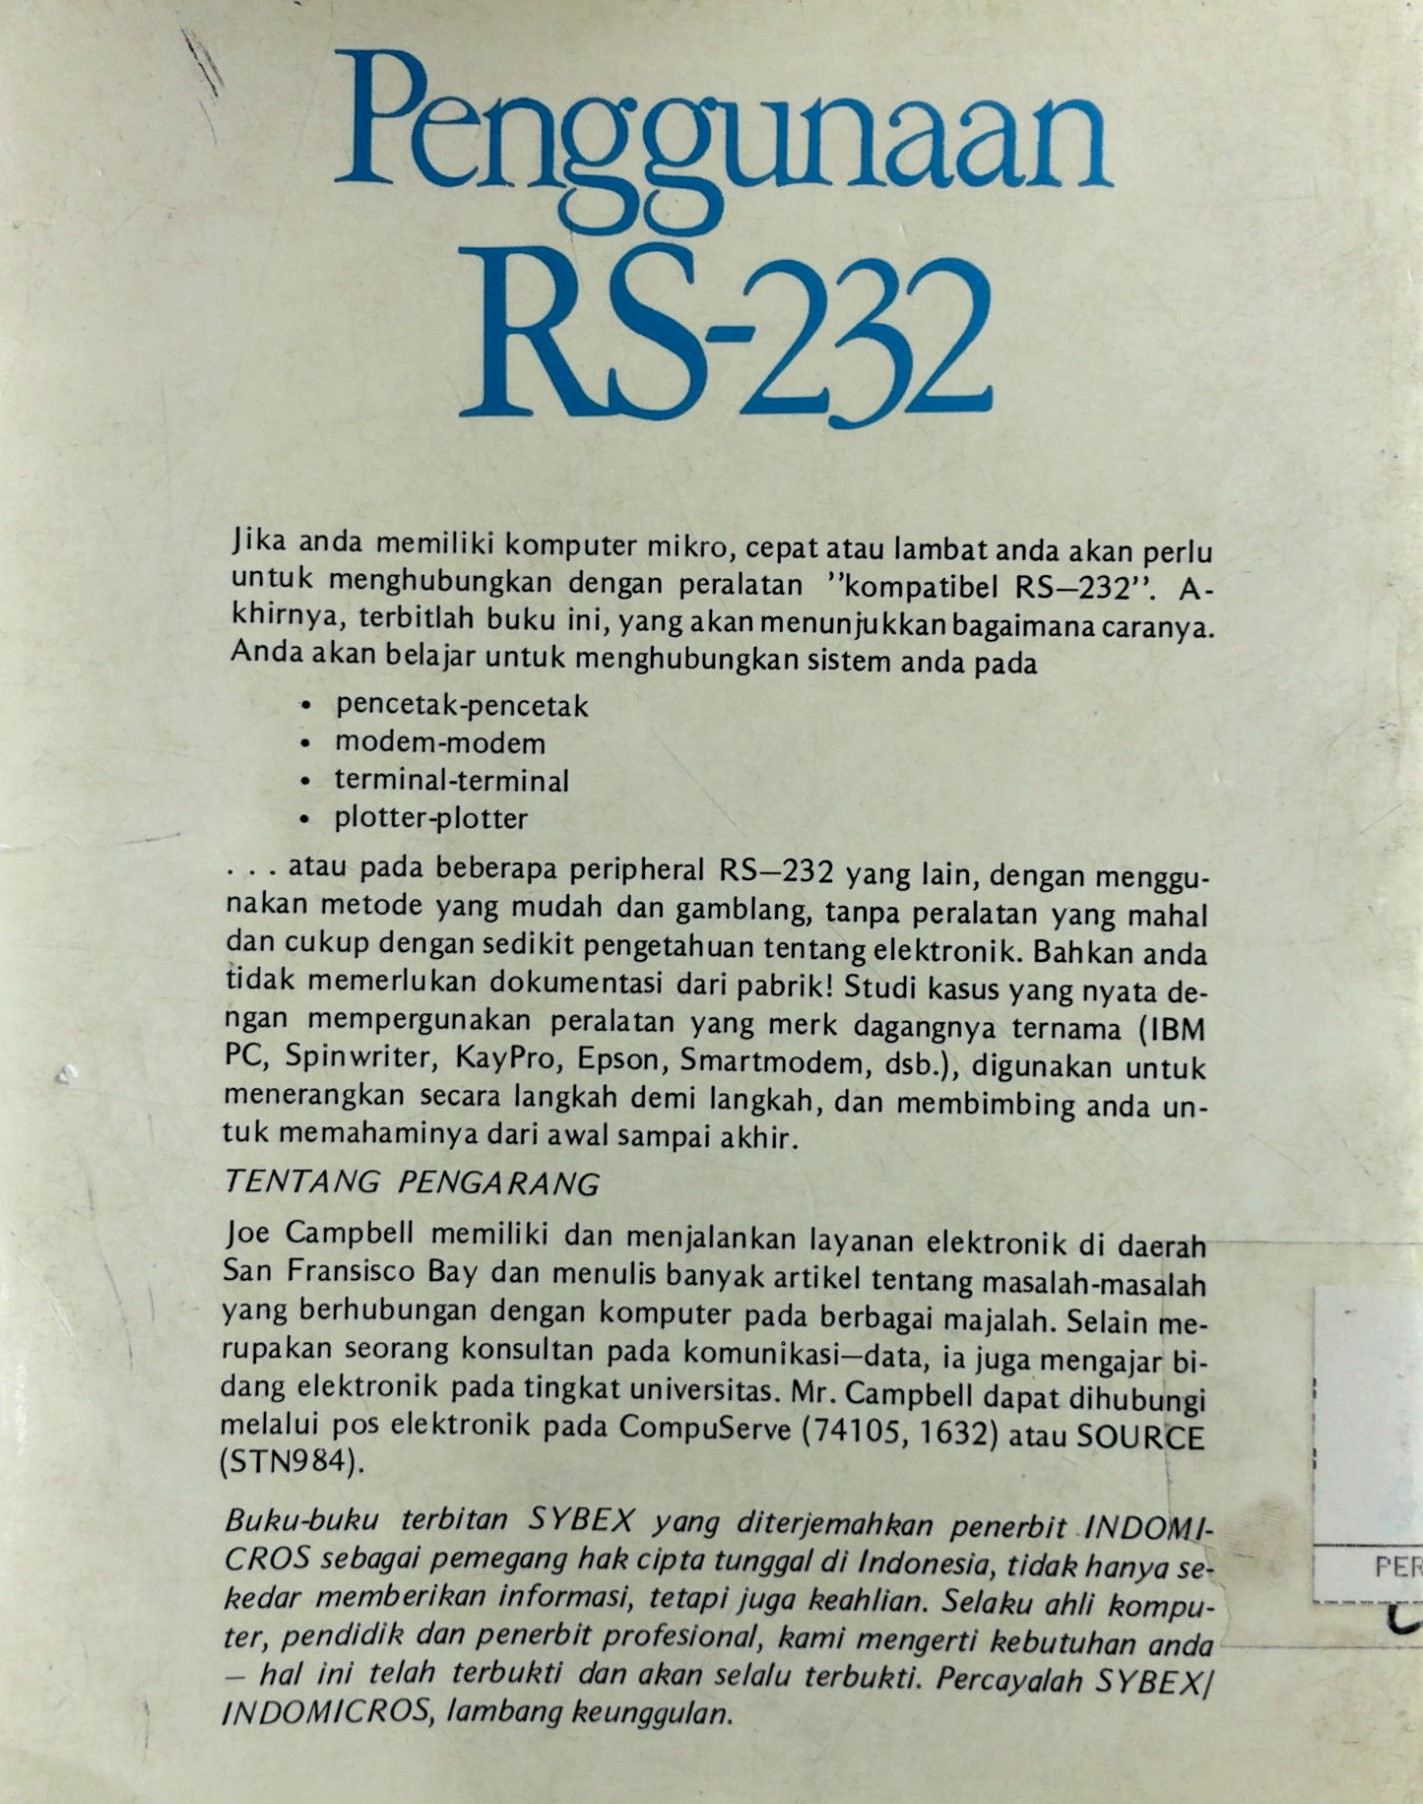 Penggunaan
RS-232
Jika anda memiliki komputer mikro, cepat atau lambat anda akan perlu
untuk menghubungkan dengan peralatan ''kompatibel RS—232''. A-
khirnya, terbitlah buku ini, yang akan menunjukkan bagaimana caranya.
Anda akan belajar untuk menghubungkan sistem anda pada
• pencetak-pencetak
• modem-modem
• terminal-terminal
• plotter-plotter
. . . atau pada beberapa peripheral RS—232 yang lain, dengan menggu-
nakan metode yang mudah dan gamblang, tanpa peralatan yang mahal
dan cukup dengan sedikit pengetahuan tentang elektronik. Bahkan anda
tidak memerlukan dokumentasi dari pabrik! Studi kasus yang nyata de-
ngan mempergunakan peralatan yang merk dagangnya ternama (IBM
PC, Spinwriter, KayPro, Epson, Smartmodem, dsb.), digunakan untuk
menerangkan secara langkah demi langkah, dan membimbing anda un-
tuk memahaminya dari awal sampai akhir.
TENTANG PENGARANG
Joe Campbell memiliki dan menjalankan layanan elektronik di daerah
San Fransisco Bay dan menulis banyak artikel tentang masalah-masalah
yang berhubungan dengan komputer pada berbagai majalah. Selain me-
rupakan seorang konsultan pada komunikasi—data, ia juga mengajar bi-
dang elektronik pada tingkat universitas. Mr. Campbell dapat dihubungi
melalui pos elektronik pada CompuServe (74105, 1632) atau SOURCE
(STN984).
Buku-buku terbitan SYBEX yang diterjemahkan penerbit INDOMI-
CROS sebagai pemegang hak cipta tunggal di Indonesia, tidak hanya se-
kedar memberikan informasi, tetapi juga keahlian. Selaku ahli kompu-
ter, pendidik dan penerbit profesional, kami mengerti kebutuhan anda
— hal ini telah terbukti dan akan selalu terbukti. Percayalah SYBEX/
INDOMICROS, lambang keunggulan.
PER